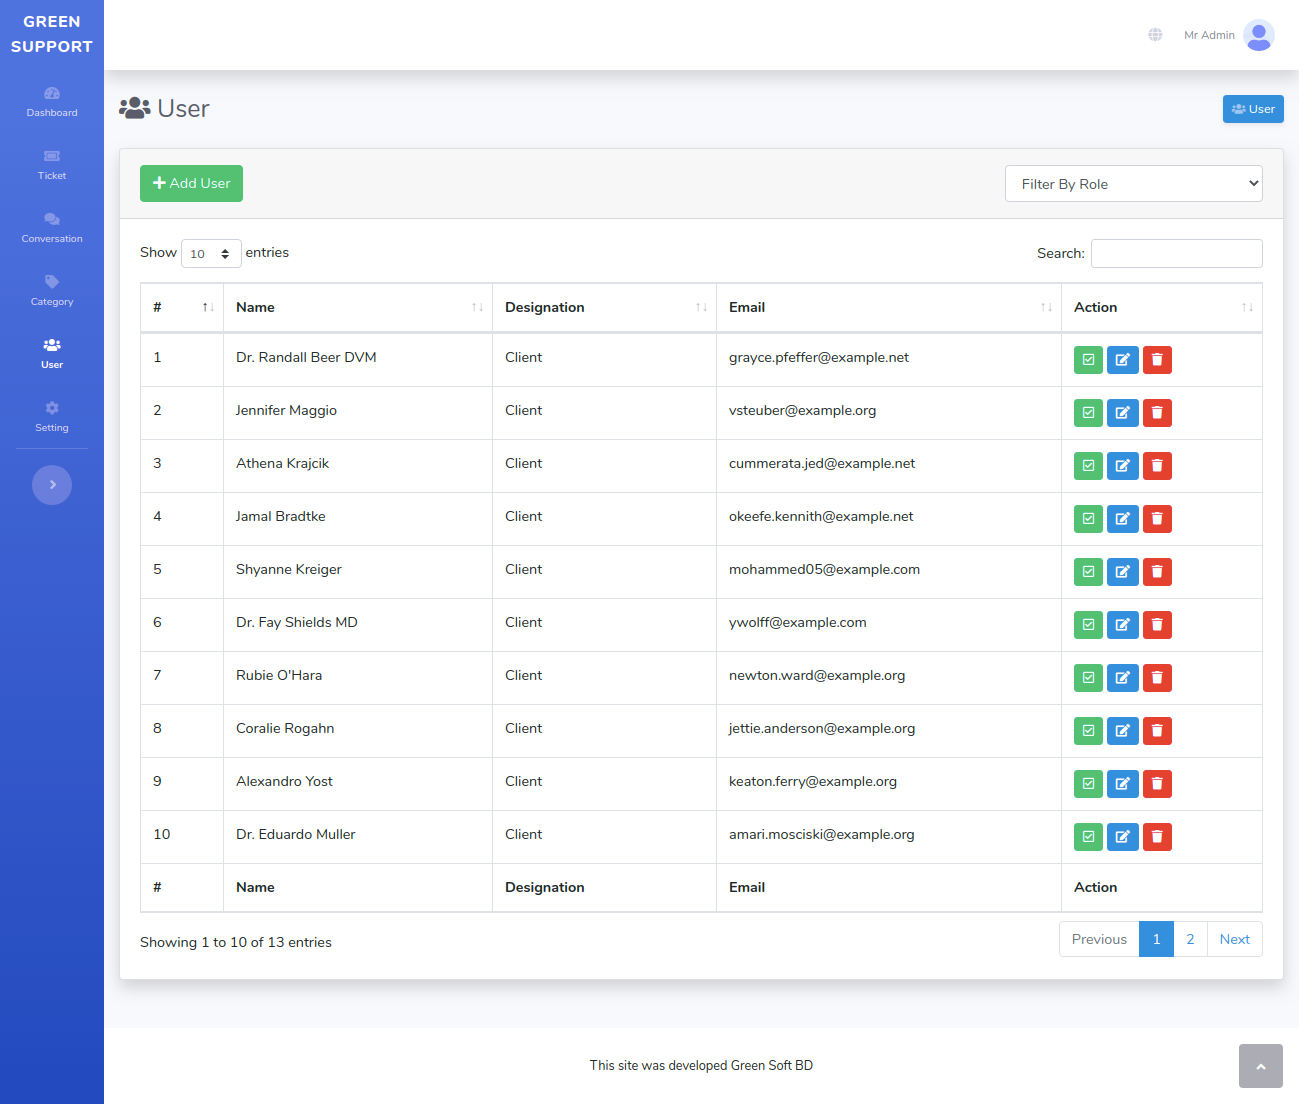 GREEN
SUPPORT
Mr Admin
Dashboard
Ticket
Conversation
Category
User
Setting
User
User
Add User
Filter By Role
Show 10 entries
Search:
# Name Designation Email Action
1 Dr. Randall Beer DVM Client grayce.pfeffer@example.net
2 Jennifer Maggio Client vsteuber@example.org
3 Athena Krajcik Client cummerata.jed@example.net
4 Jamal Bradtke Client okeefe.kennith@example.net
5 Shyanne Kreiger Client mohammed05@example.com
6 Dr. Fay Shields MD Client ywolff@example.com
7 Rubie O'Hara Client newton.ward@example.org
8 Coralie Rogahn Client jettie.anderson@example.org
9 Alexandro Yost Client keaton.ferry@example.org
10 Dr. Eduardo Muller Client amari.mosciski@example.org
# Name Designation Email Action
Showing 1 to 10 of 13 entries
Previous 1 2 Next
This site was developed Green Soft BD